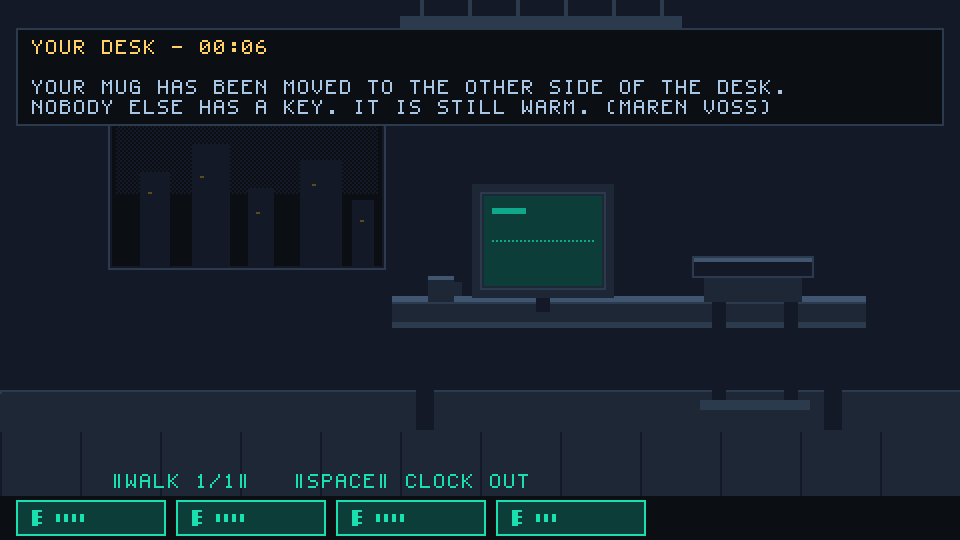 YOUR DESK - 00:06
YOUR MUG HAS BEEN MOVED TO THE OTHER SIDE OF THE DESK.
NOBODY ELSE HAS A KEY. IT IS STILL WARM. (MAREN VOSS)
‖WALK 1/1‖ ‖SPACE‖ CLOCK OUT